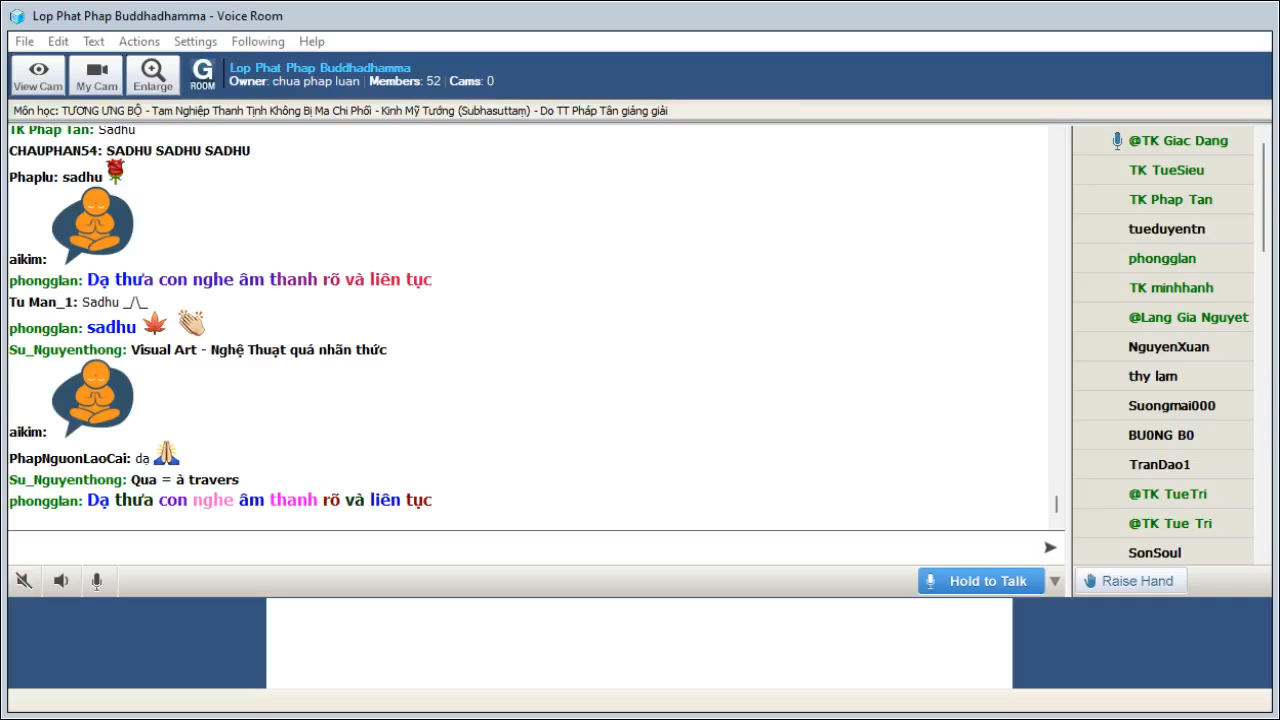 Lop Phat Phap Buddhadhamma - Voice Room
File Edit Text Actions Settings Following Help
View Cam My Cam Enlarge G ROOM
Lop Phat Phap Buddhadhamma
Owner: chua phap luan | Members: 52 | Cams: 0
Môn học: TƯƠNG ƯNG BỘ - Tam Nghiệp Thanh Tịnh Không Bị Ma Chi Phối - Kinh Mỹ Tướng (Subhasuttaṃ) - Do TT Pháp Tân giảng giải
TK Phap Tan: Sadhu
CHAUPHAN54: SADHU SADHU SADHU
Phaplu: sadhu
aikim:
phongglan: Dạ thưa con nghe âm thanh rõ và liên tục
Tu Man_1: Sadhu _/\_
phongglan: sadhu
Su_Nguyenthong: Visual Art - Nghệ Thuạt quá nhãn thức
aikim:
PhapNguonLaoCai: dạ
Su_Nguyenthong: Qua = à travers
phongglan: Dạ thưa con nghe âm thanh rõ và liên tục
Hold to Talk
@TK Giac Dang
TK TueSieu
TK Phap Tan
tueduyentn
phongglan
TK minhhanh
@Lang Gia Nguyet
NguyenXuan
thy lam
Suongmai000
BU0NG B0
TranDao1
@TK TueTri
@TK Tue Tri
SonSoul
Raise Hand